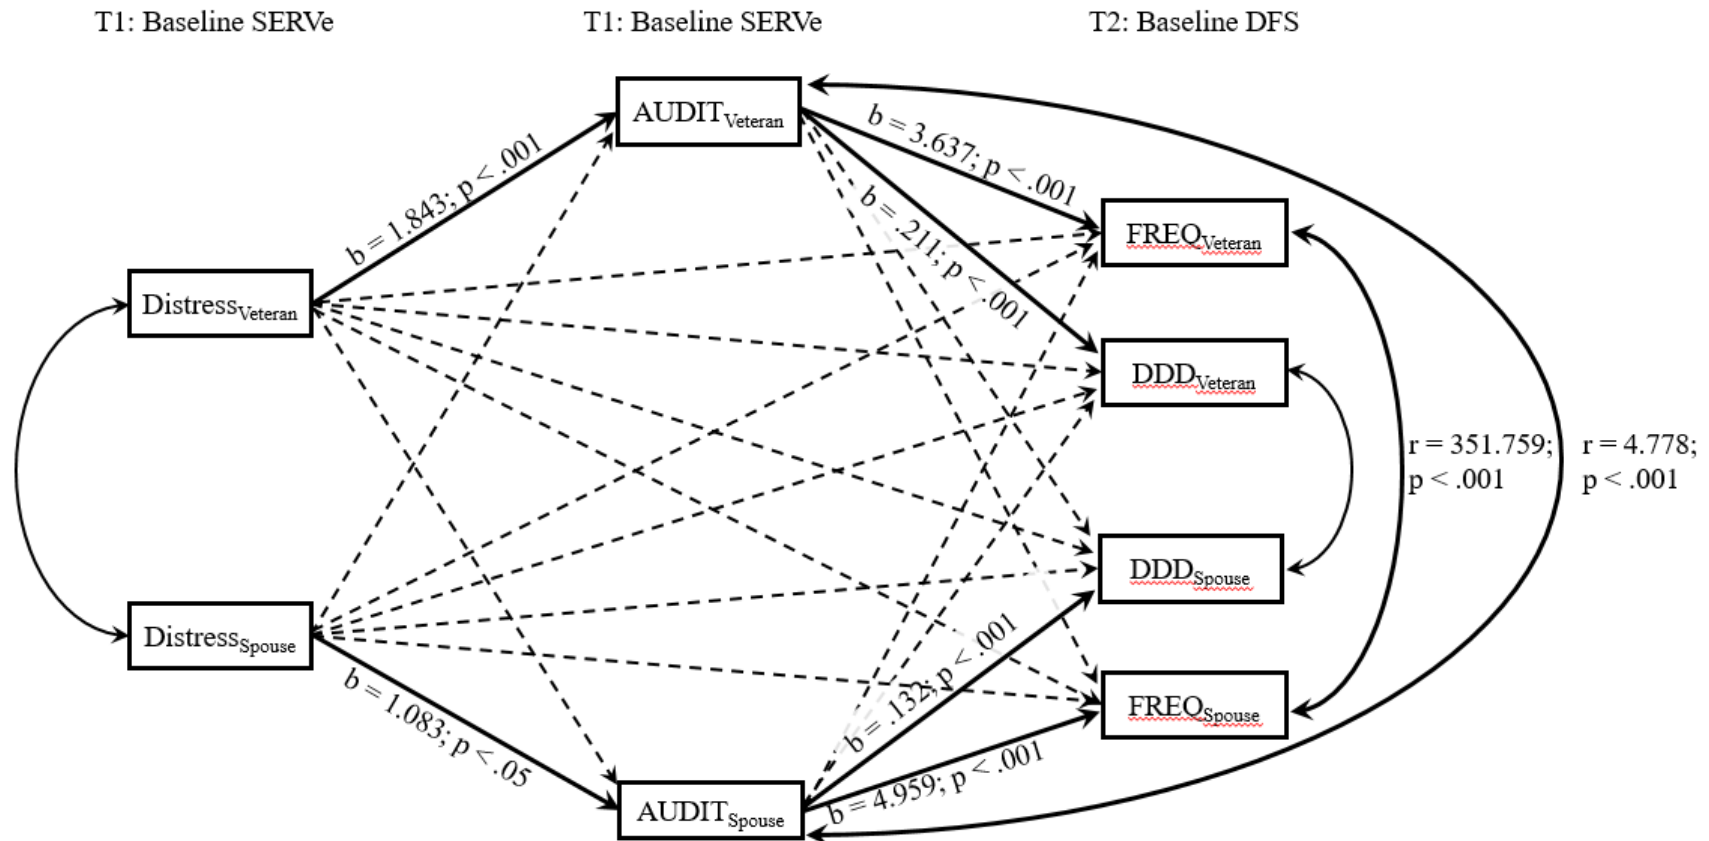 T1: Baseline SERVe
T1: Baseline SERVe
T2: Baseline DFS
AUDITVeteran
b = 3.637; p < .001
b = 1.843; p < .001
b = .211; p < .001
FREQVeteran
DistressVeteran
DDDVeteran
r = 351.759;
p < .001
r = 4.778;
p < .001
DDDSpouse
DistressSpouse
b = .132; p < .001
FREQSpouse
b = 1.083; p < .05
b = 4.959; p < .001
AUDITSpouse